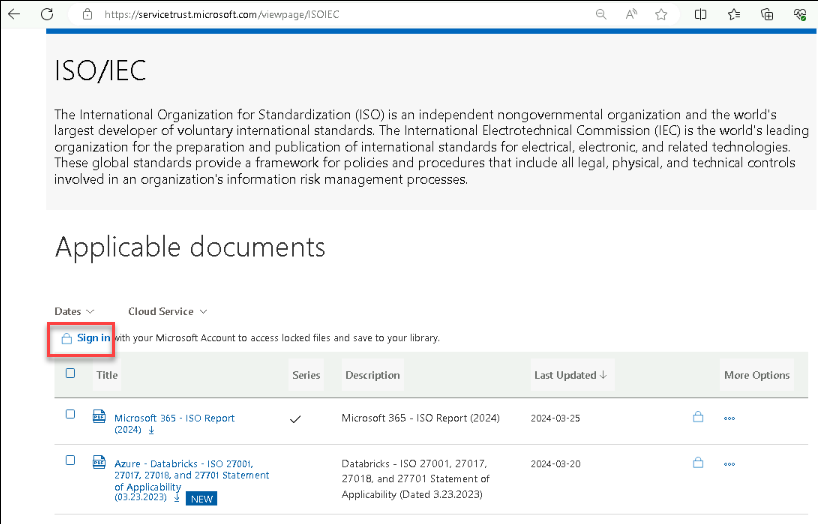 https://servicetrust.microsoft.com/viewpage/ISOIEC
ISO/IEC
The International Organization for Standardization (ISO) is an independent nongovernmental organization and the world's
largest developer of voluntary international standards. The International Electrotechnical Commission (IEC) is the world's leading
organization for the preparation and publication of international standards for electrical, electronic, and related technologies.
These global standards provide a framework for policies and procedures that include all legal, physical, and technical controls
involved in an organization's information risk management processes.
Applicable documents
Dates Cloud Service
Sign in with your Microsoft Account to access locked files and save to your library.
Title Series Description Last Updated ↓ More Options
Microsoft 365 - ISO Report Microsoft 365 - ISO Report (2024) 2024-03-25
(2024)
Azure - Databricks - ISO 27001, Databricks - ISO 27001, 27017, 2024-03-20
27017, 27018, and 27701 Statement 27018, and 27701 Statement of
of Applicability Applicability (Dated 3.23.2023)
(03.23.2023) NEW